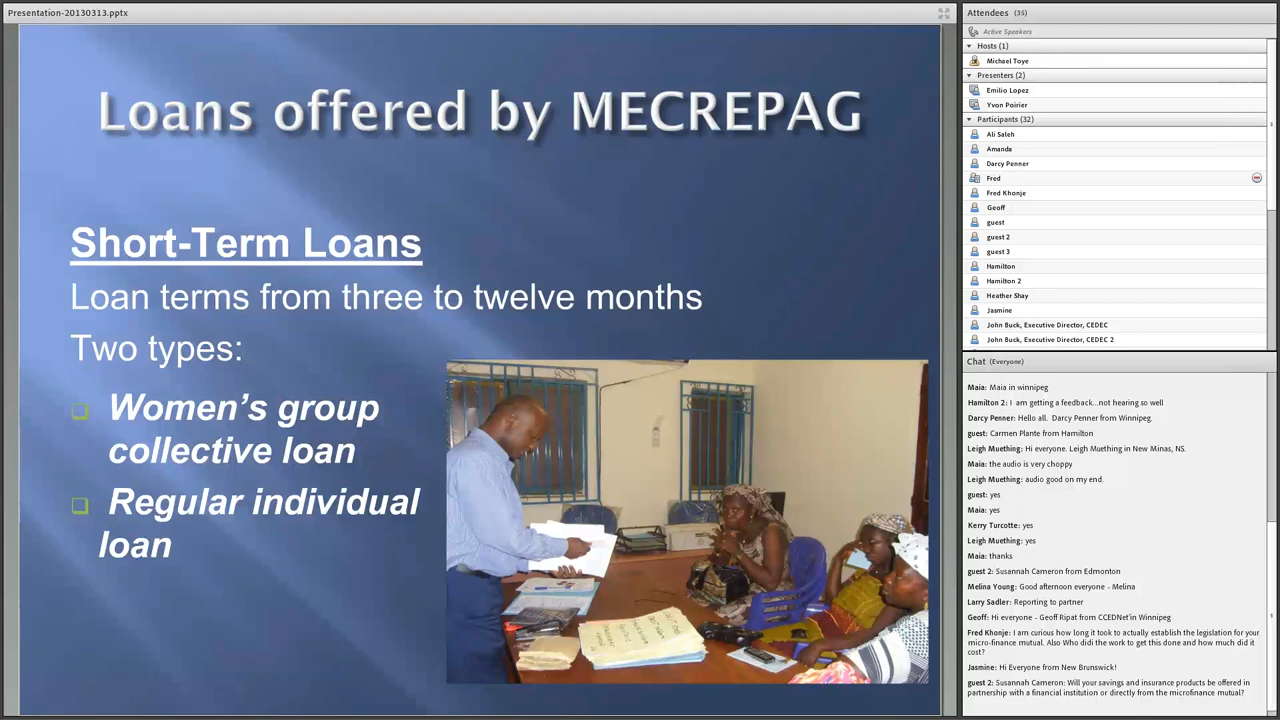 Presentation-20130313.pptx
Loans offered by MECREPAG
Short-Term Loans
Loan terms from three to twelve months
Two types:
Women's group
collective loan
Regular individual
loan
Attendees (35)
Active Speakers
Hosts (1)
Michael Toye
Presenters (2)
Emilio Lopez
Yvon Poirier
Participants (32)
Ali Saleh
Amanda
Darcy Penner
Fred
Fred Khonje
Geoff
guest
guest 2
guest 3
Hamilton
Hamilton 2
Heather Shay
Jasmine
John Buck, Executive Director, CEDEC
John Buck, Executive Director, CEDEC 2
Chat (Everyone)
Maia: Maia in winnipeg
Hamilton 2: I am getting a feedback...not hearing so well
Darcy Penner: Hello all. Darcy Penner from Winnipeg.
guest: Carmen Plante from Hamilton
Leigh Muething: Hi everyone. Leigh Muething in New Minas, NS.
Maia: the audio is very choppy
Leigh Muething: audio good on my end.
guest: yes
Maia: yes
Kerry Turcotte: yes
Leigh Muething: yes
Maia: thanks
guest 2: Susannah Cameron from Edmonton
Melina Young: Good afternoon everyone - Melina
Larry Sadler: Reporting to partner
Geoff: Hi everyone - Geoff Ripat from CCEDNet'in Winnipeg
Fred Khonje: I am curious how long it took to actually establish the legislation for your
micro-finance mutual. Also Who did the work to get this done and how much did it
cost?
Jasmine: Hi Everyone from New Brunswick!
guest 2: Susannah Cameron: Will your savings and insurance products be offered in
partnership with a financial institution or directly from the microfinance mutual?